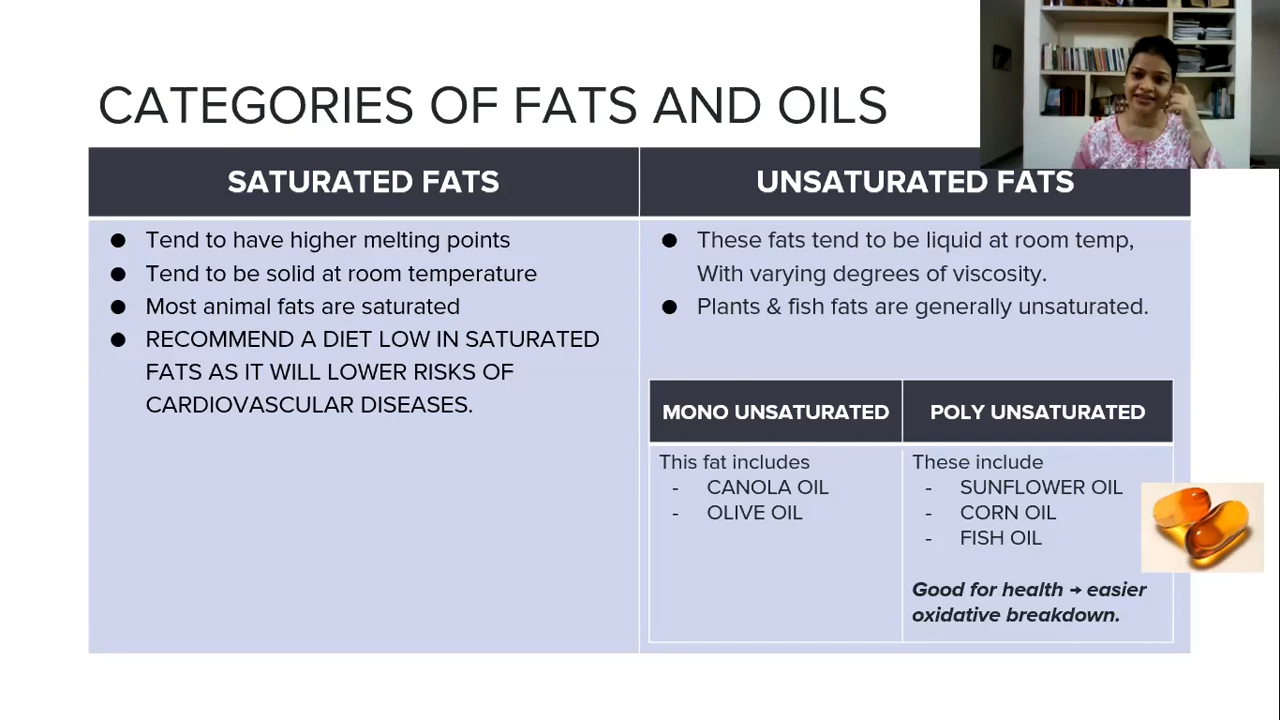 CATEGORIES OF FATS AND OILS
SATURATED FATS
● Tend to have higher melting points
● Tend to be solid at room temperature
● Most animal fats are saturated
● RECOMMEND A DIET LOW IN SATURATED
FATS AS IT WILL LOWER RISKS OF
CARDIOVASCULAR DISEASES.
UNSATURATED FATS
● These fats tend to be liquid at room temp,
With varying degrees of viscosity.
● Plants & fish fats are generally unsaturated.
MONO UNSATURATED
This fat includes
- CANOLA OIL
- OLIVE OIL
POLY UNSATURATED
These include
- SUNFLOWER OIL
- CORN OIL
- FISH OIL
Good for health → easier
oxidative breakdown.